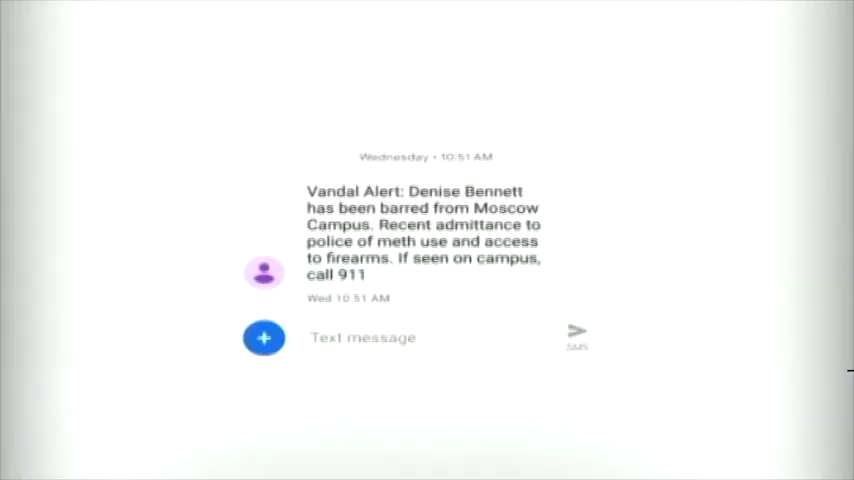 Wednesday • 10:51 AM
Vandal Alert: Denise Bennett
has been barred from Moscow
Campus. Recent admittance to
police of meth use and access
to firearms. If seen on campus,
call 911
Wed 10 51 AM
Text message
SMS